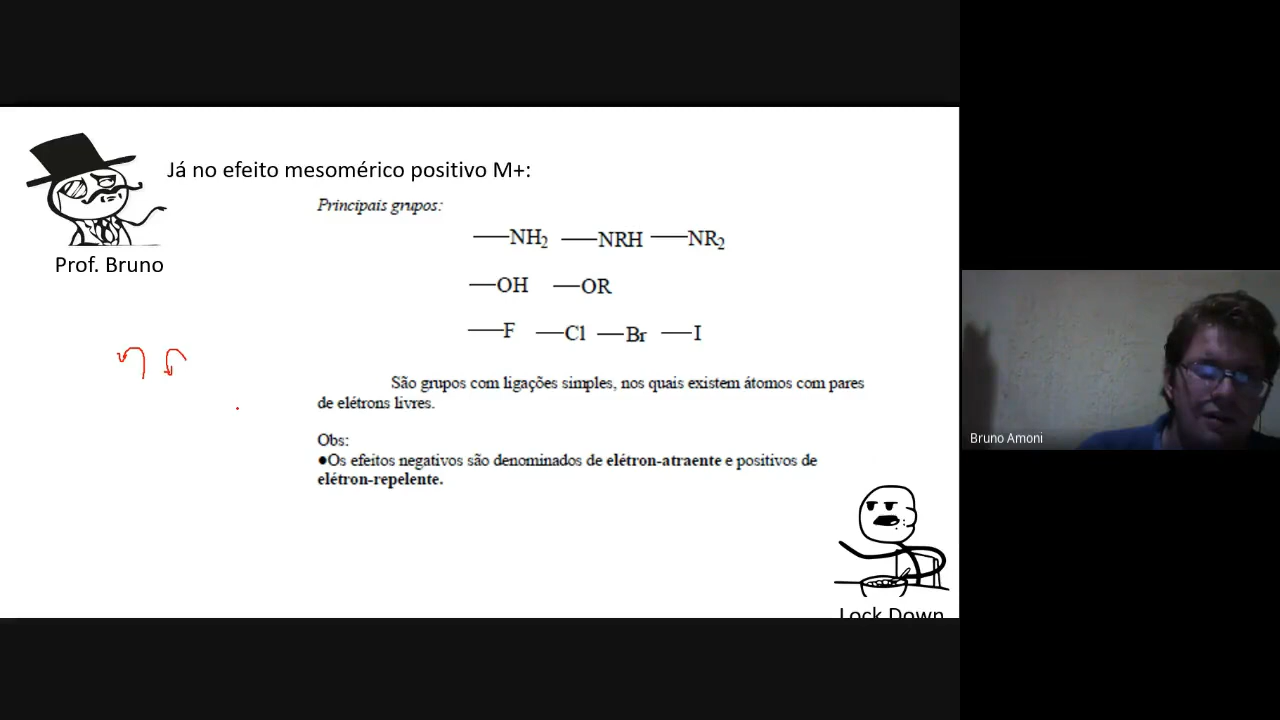 Já no efeito mesomérico positivo M+:
Principais grupos:
Prof. Bruno
—NH₂ —NRH —NR₂
—OH —OR
—F —Cl —Br —I
São grupos com ligações simples, nos quais existem átomos com pares
de elétrons livres.
Obs:
●Os efeitos negativos são denominados de elétron-atraente e positivos de
elétron-repelente.
Lock Down
Bruno Amoni